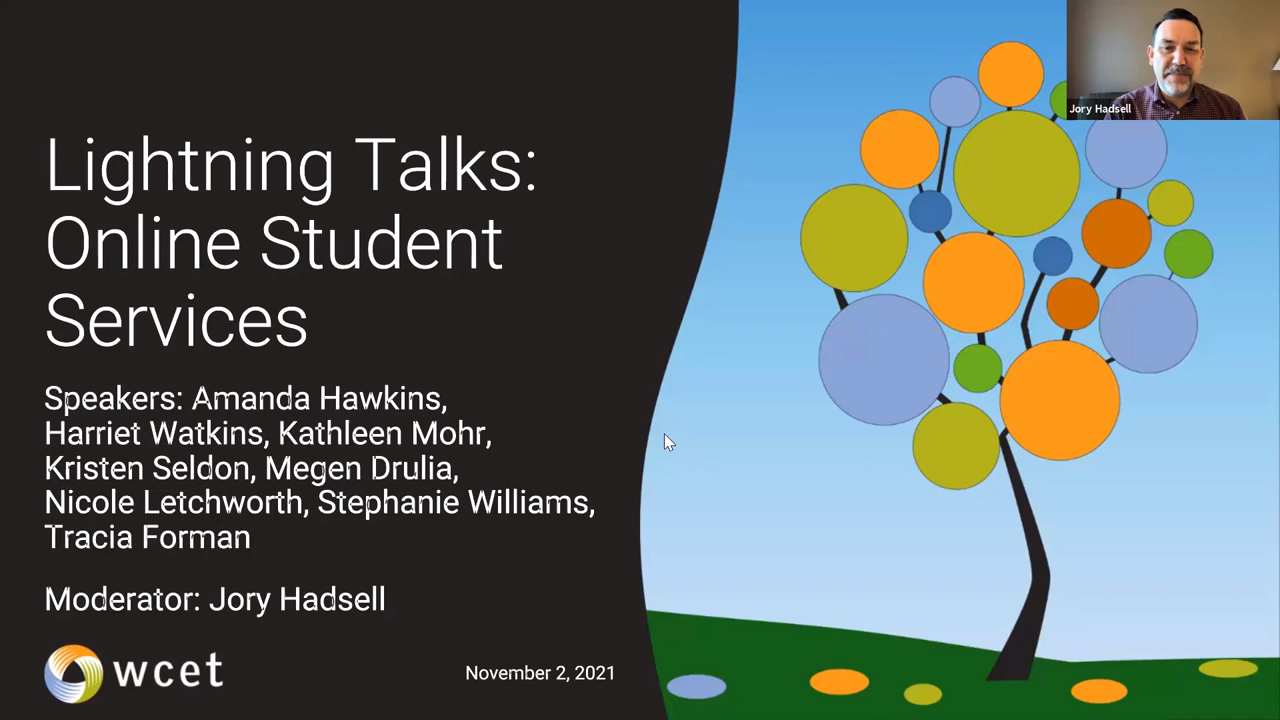 Jory Hadsell
Lightning Talks:
Online Student
Services
Speakers: Amanda Hawkins,
Harriet Watkins, Kathleen Mohr,
Kristen Seldon, Megen Drulia,
Nicole Letchworth, Stephanie Williams,
Tracia Forman
Moderator: Jory Hadsell
wcet
November 2, 2021